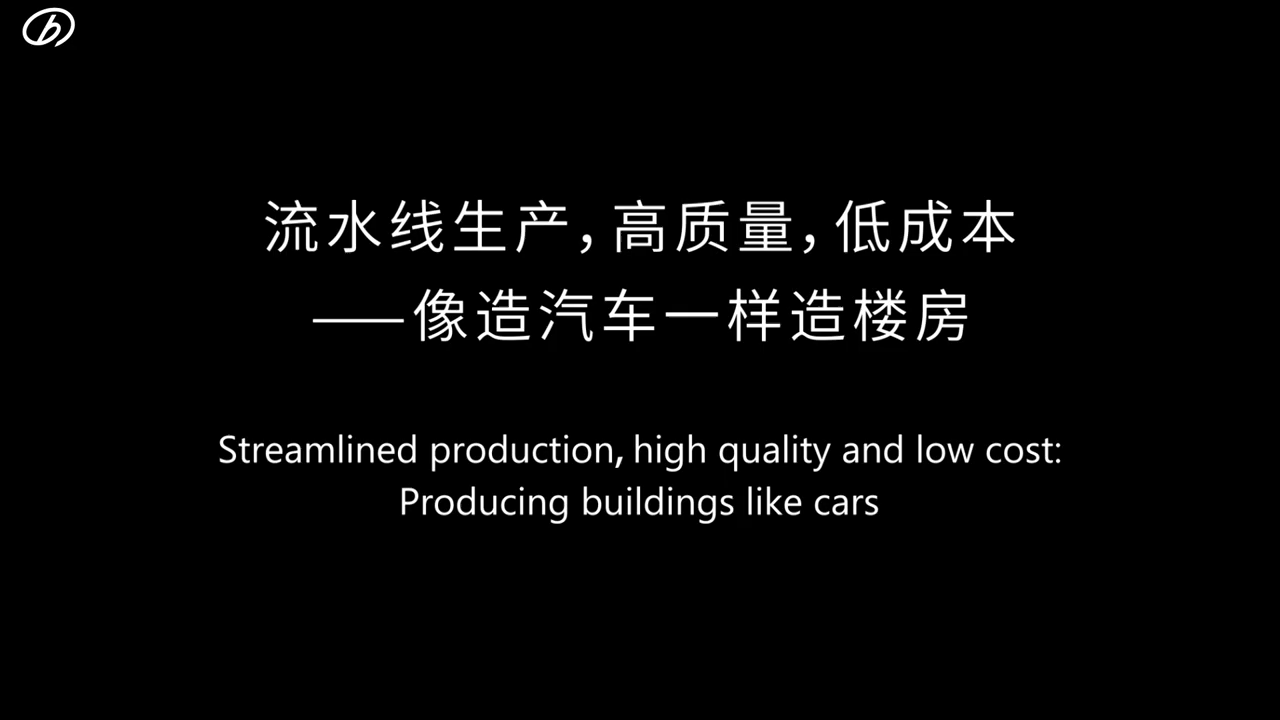 流水线生产，高质量，低成本
——像造汽车一样造楼房
Streamlined production, high quality and low cost:
Producing buildings like cars